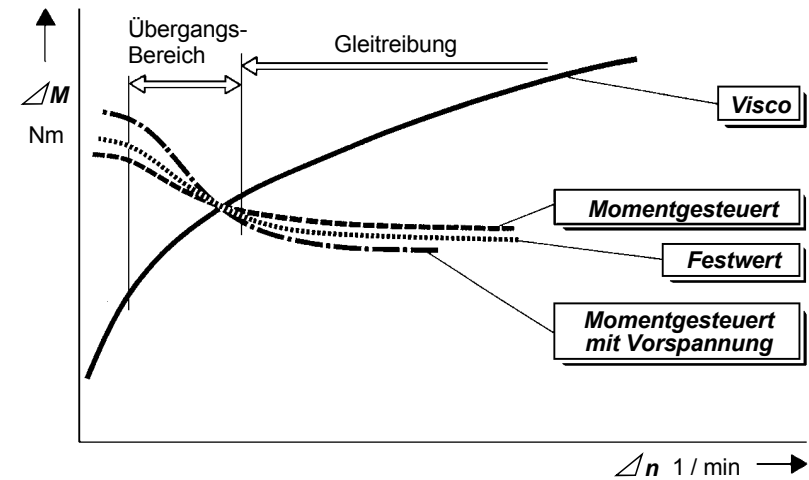 Übergangs-
Bereich
Gleitreibung
⊿M
Nm
Visco
Momentgesteuert
Festwert
Momentgesteuert
mit Vorspannung
⊿n 1 / min